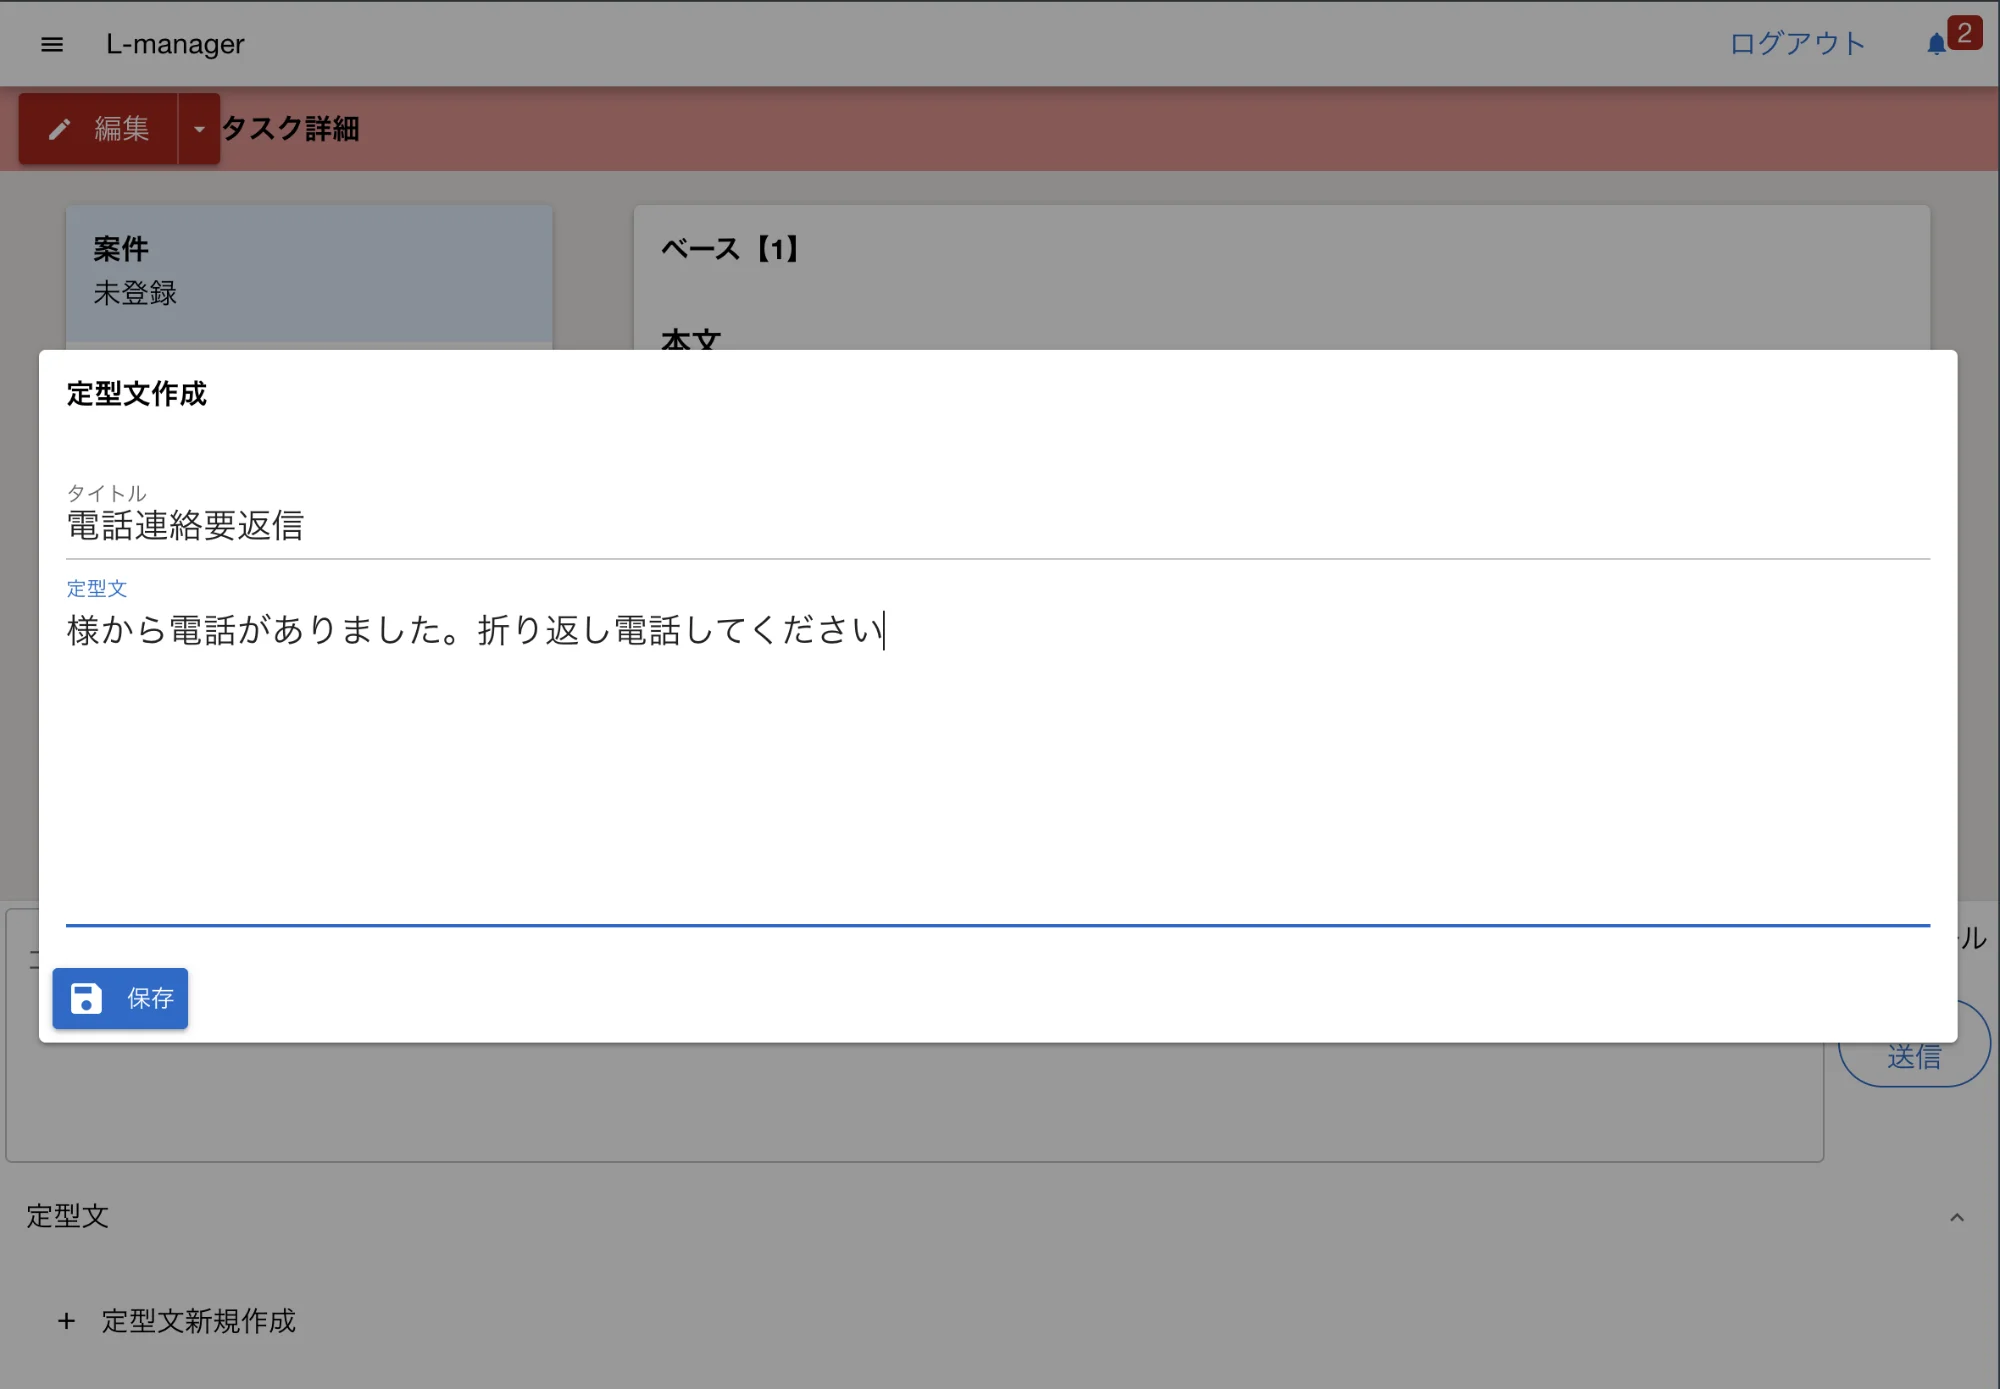 L-manager
ログアウト
2
編集
タスク詳細
案件
未登録
ベース【1】
本文
定型文作成
タイトル
電話連絡要返信
定型文
様から電話がありました。折り返し電話してください
保存
ル
送信
定型文
+ 定型文新規作成